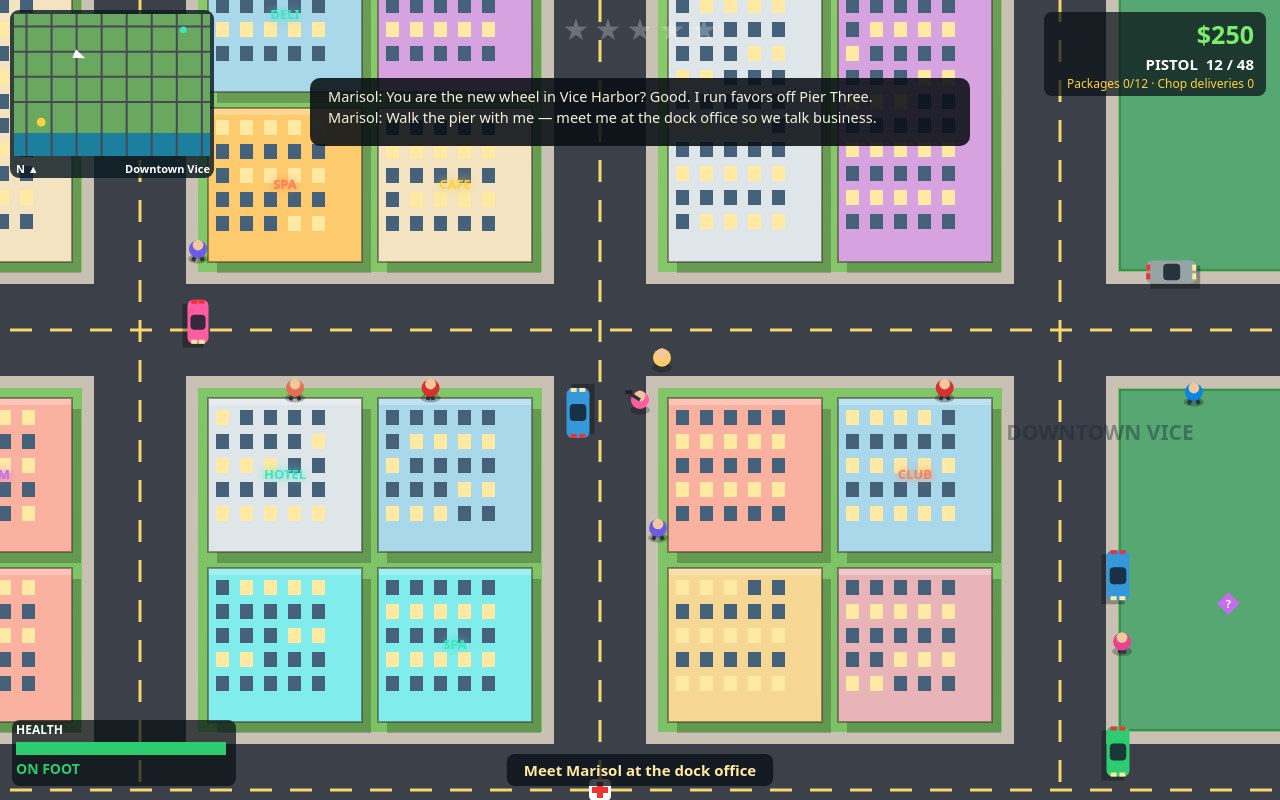 DELI
$250
PISTOL 12 / 48
Packages 0/12 · Chop deliveries 0
Marisol: You are the new wheel in Vice Harbor? Good. I run favors off Pier Three.
Marisol: Walk the pier with me — meet me at the dock office so we talk business.
N ▲
Downtown Vice
SPA
CAFE
DOWNTOWN VICE
M
HOTEL
CLUB
?
SPA
HEALTH
ON FOOT
Meet Marisol at the dock office